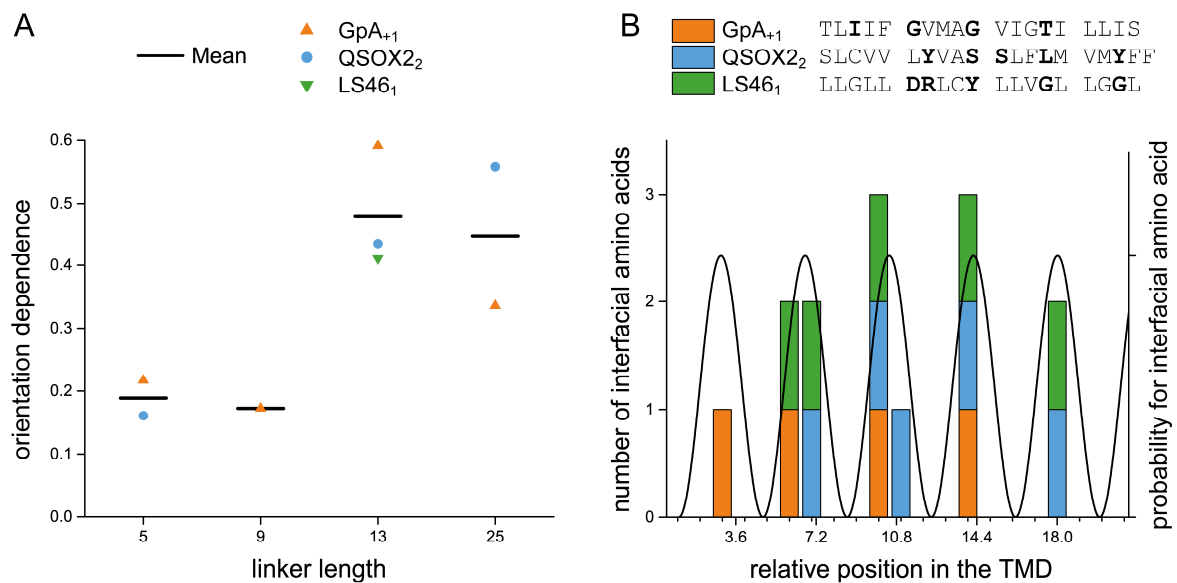 A
Mean
GpA+1
QSOX2₂
LS46₁
orientation dependence
0.6
0.5
0.4
0.3
0.2
0.1
0.0
5 9 13 25
linker length
B
GpA+1 TLIIF GVMAG VIGTI LLIS
QSOX2₂ SLCVV LYVAS SLFLM VMYFF
LS46₁ LLGLL DRLCY LLVGL LGGL
number of interfacial amino acids
3
2
1
0
probability for interfacial amino acid
3.6 7.2 10.8 14.4 18.0
relative position in the TMD